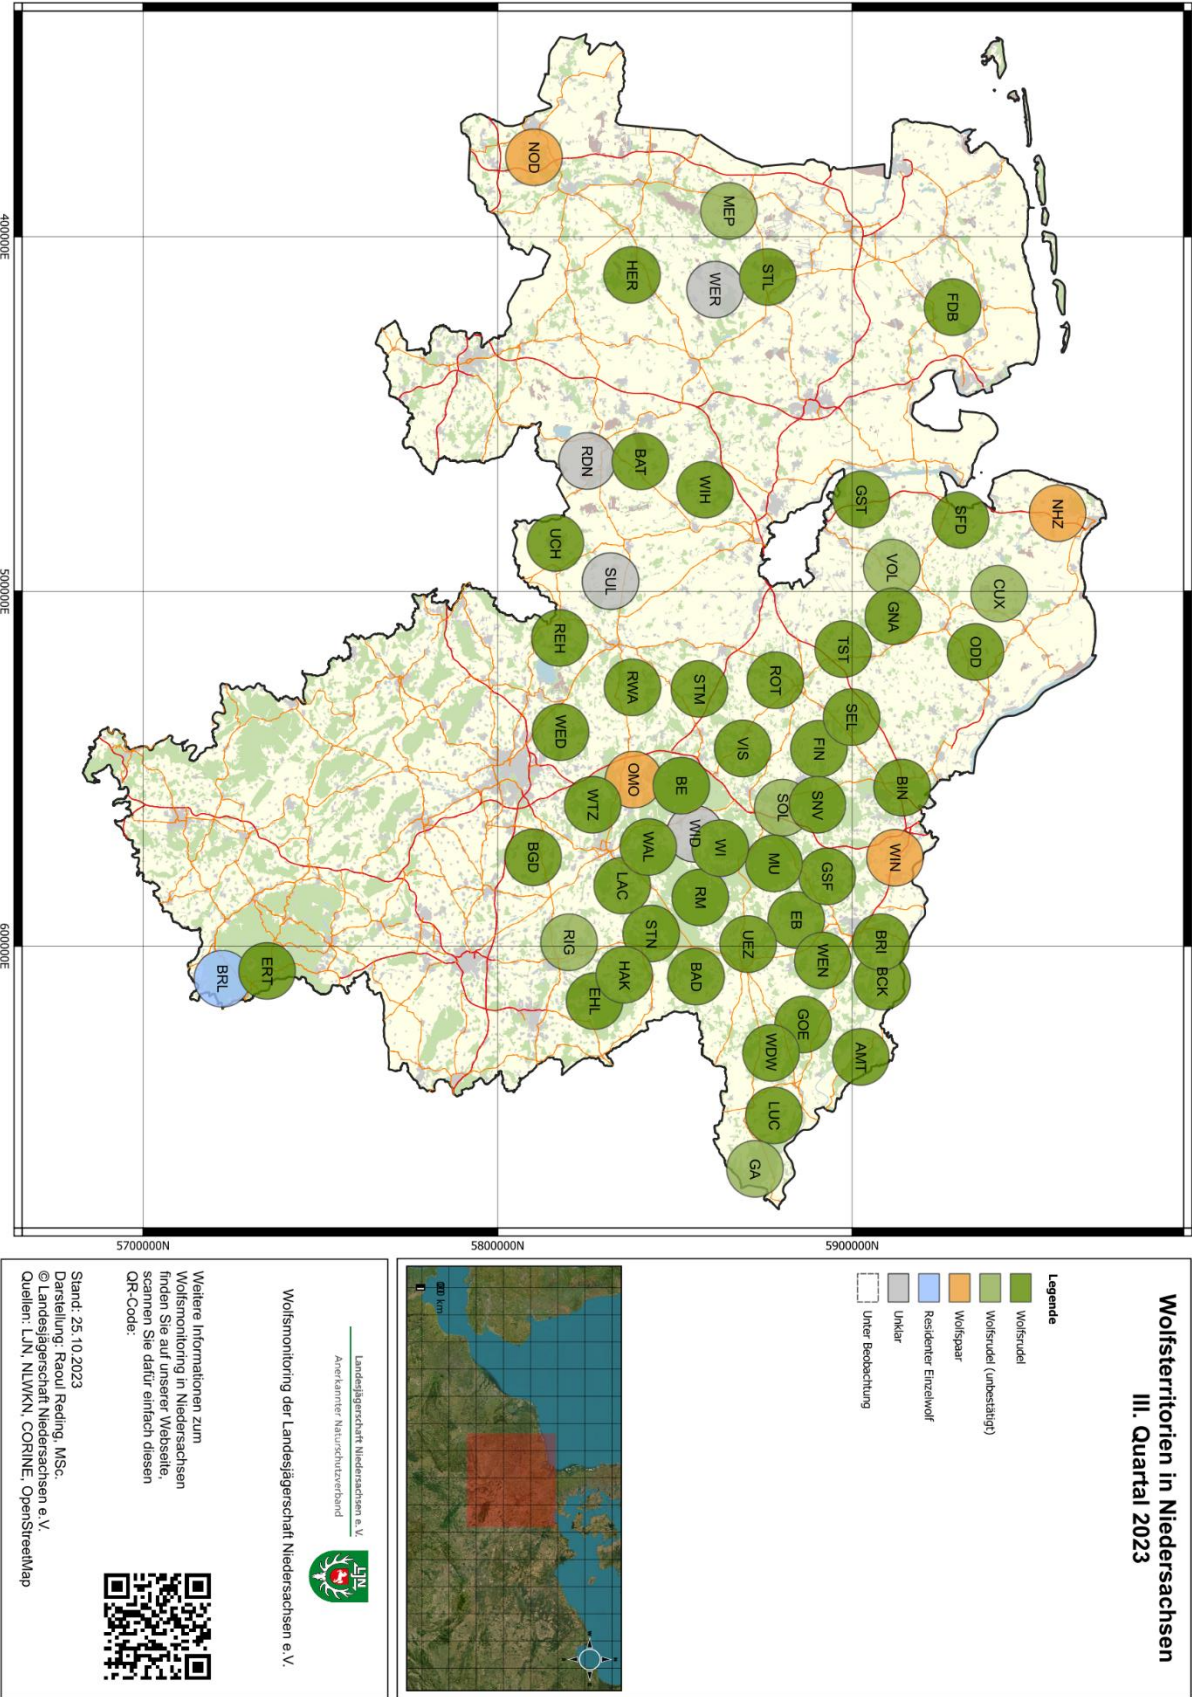 Wolfsterritorien in Niedersachsen
III. Quartal 2023
Legende
Wolfsrudel
Wolfsrudel (unbestätigt)
Wolfspaar
Residenter Einzelwolf
Unklar
Unter Beobachtung
5900000N
5800000N
5700000N
400000E
500000E
600000E
NOD
MEP
HER
WER
STL
FDB
RDN
BAT
WIH
UCH
SUL
GST
SFD
NHZ
VOL
CUX
GNA
ODD
TST
REH
RWA
STM
ROT
SEL
WED
VIS
FIN
OMO
BE
SOL
SNV
BIN
WTZ
WID
WAL
WI
MU
GSF
WIN
BGD
LAC
RM
EB
STN
UEZ
BRI
RIG
HAK
BAD
WEN
BCK
EHL
ERT
BRL
GOE
WDW
AMT
LUC
GA
Landesjägerschaft Niedersachsen e. V.
Anerkannter Naturschutzverband
LJN
Wolfsmonitoring der Landesjägerschaft Niedersachsen e.V.
Weitere Informationen zum
Wolfsmonitoring in Niedersachsen
finden Sie auf unserer Webseite,
scannen Sie dafür einfach diesen
QR-Code:
Stand: 25.10.2023
Darstellung: Raoul Reding, MSc.
© Landesjägerschaft Niedersachsen e.V.
Quellen: LJN, NLWKN, CORINE, OpenStreetMap